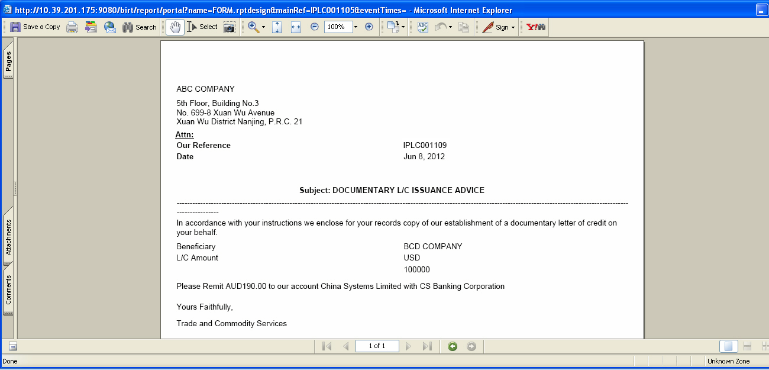 http://10.39.201.175:9080/birt/report/portal?name=FORM.rptdesign&mainRef=IPLC001105&eventTimes= - Microsoft Internet Explorer
Save a Copy Search Select 100% Sign Y!
Pages
ABC COMPANY
5th Floor, Building No.3
No. 699-8 Xuan Wu Avenue
Xuan Wu District Nanjing, P.R.C. 21
Attn:
Our Reference IPLC001109
Date Jun 8, 2012
Subject: DOCUMENTARY L/C ISSUANCE ADVICE
In accordance with your instructions we enclose for your records copy of our establishment of a documentary letter of credit on
your behalf.
Beneficiary BCD COMPANY
L/C Amount USD
100000
Please Remit AUD190.00 to our account China Systems Limited with CS Banking Corporation
Yours Faithfully,
Trade and Commodity Services
Attachments
Comments
1 of 1
Done Unknown Zone